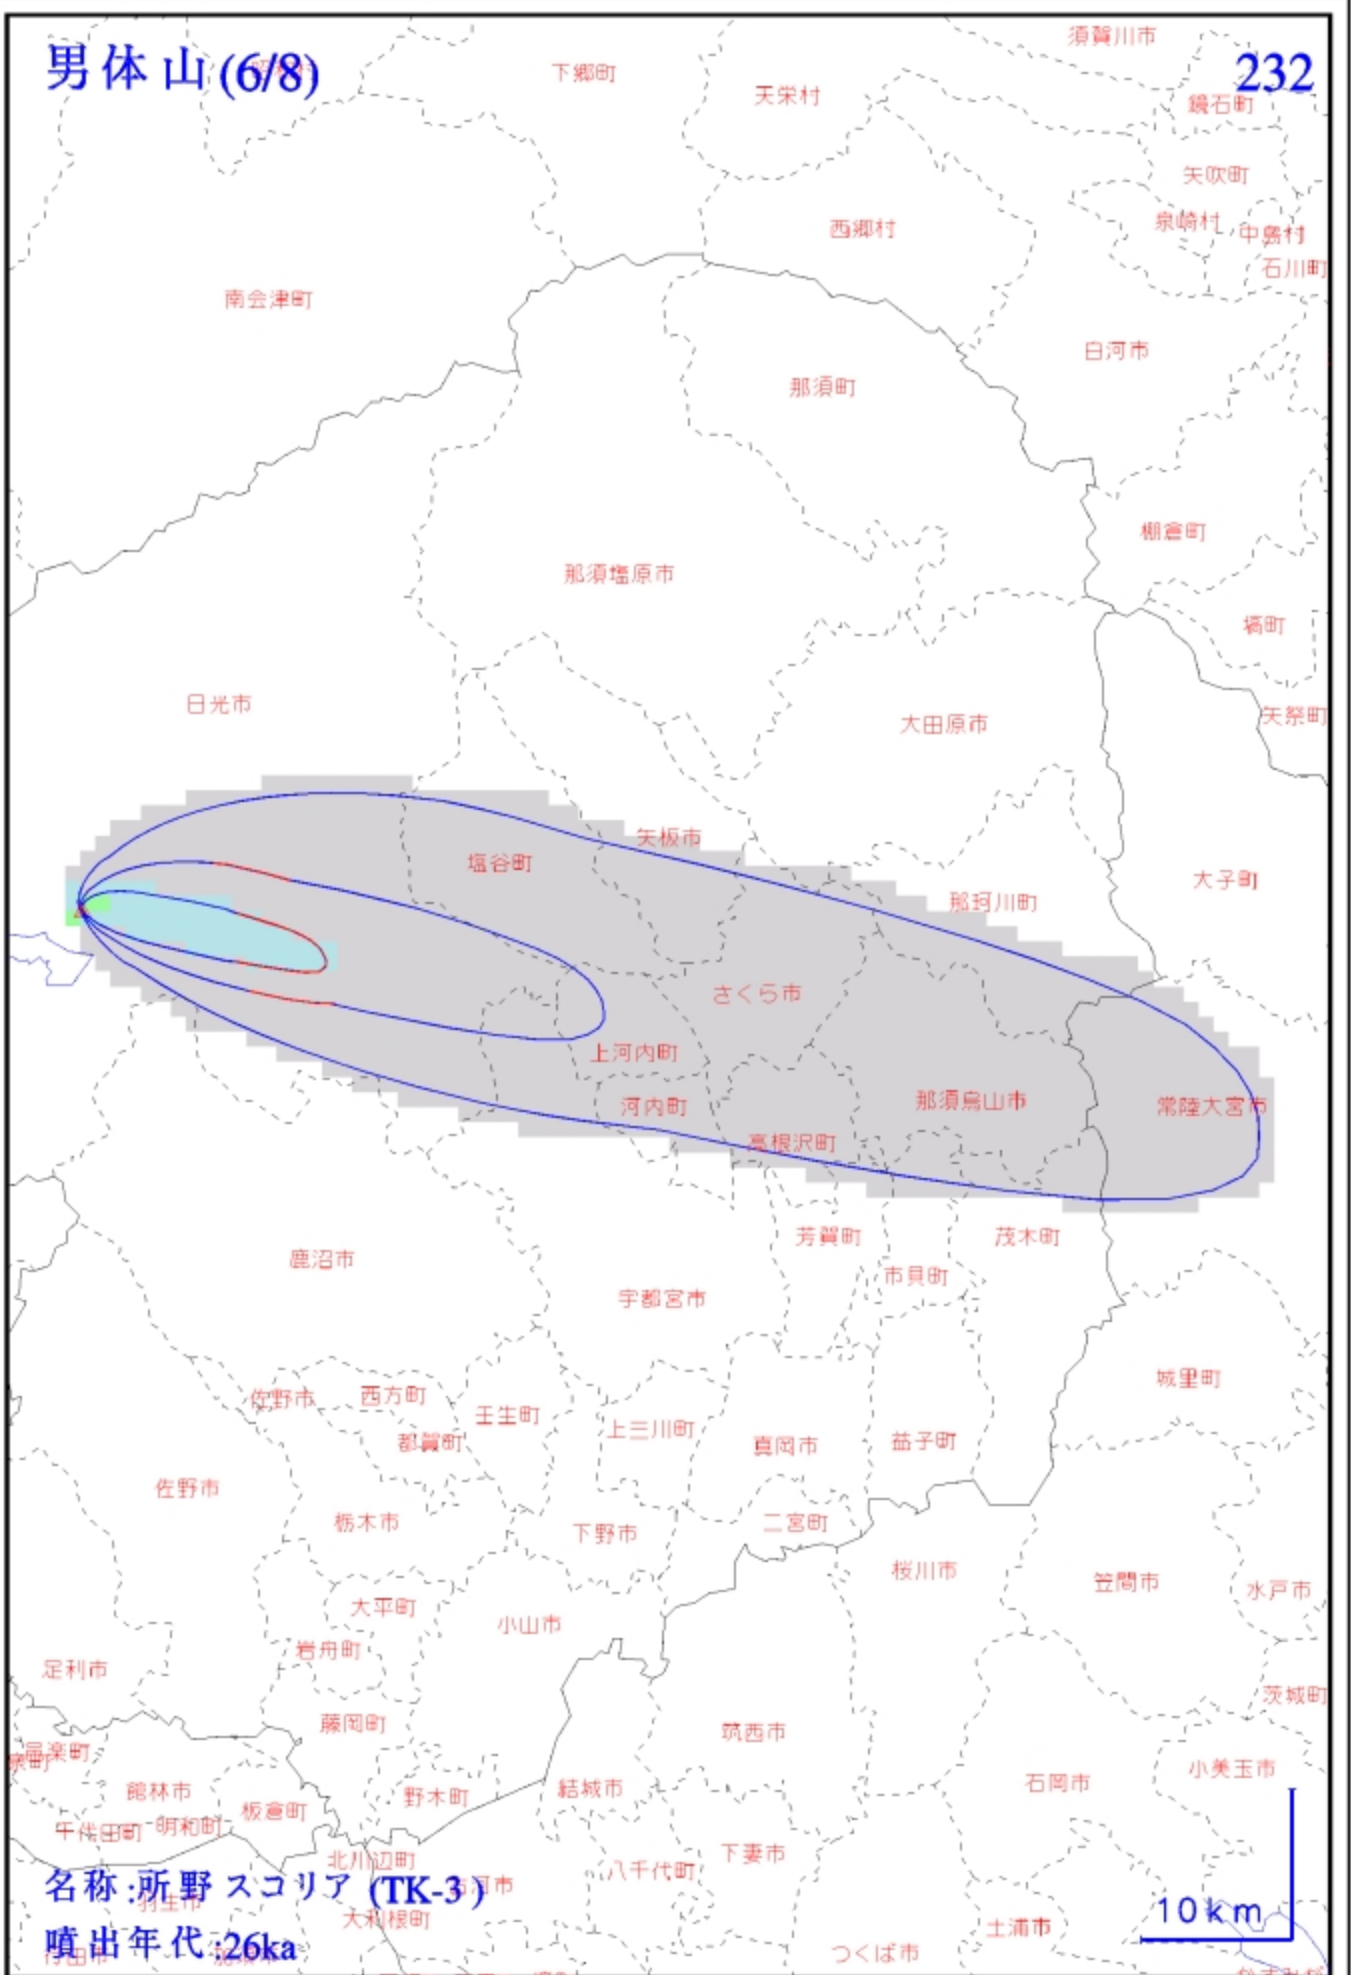 男体山(6/8)
232
須賀川市
下郷町
天栄村
鏡石町
矢吹町
泉崎村
中島村
西郷村
石川町
南会津町
白河市
那須町
棚倉町
那須塩原市
塙町
日光市
矢祭町
大田原市
矢板市
塩谷町
大子町
那珂川町
さくら市
上河内町
那須烏山市
河内町
常陸大宮市
高根沢町
芳賀町
茂木町
鹿沼市
市貝町
宇都宮市
城里町
佐野市
西方町
壬生町
上三川町
都賀町
真岡市
益子町
佐野市
栃木市
二宮町
下野市
桜川市
笠間市
水戸市
大平町
小山市
岩舟町
足利市
茨城町
藤岡町
筑西市
邑楽町
小美玉市
石岡市
館林市
結城市
野木町
板倉町
千代田町
明和町
下妻市
北川辺町
八千代町
名称:所野スコリア (TK-3)
羽生市
10km
大利根町
土浦市
噴出年代:26ka
つくば市